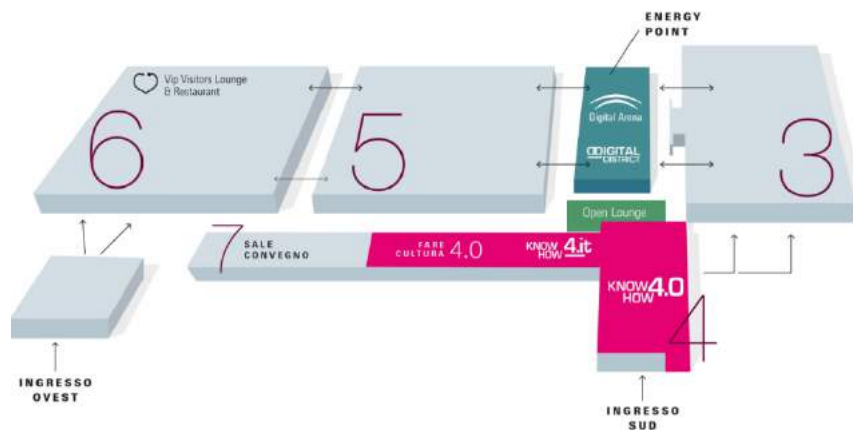 ENERGY
POINT
Vip Visitors Lounge
& Restaurant
6
5
Digital Arena
DIGITAL
DISTRICT
3
Open Lounge
7
SALE
CONVEGNO
FARE
CULTURA 4.0
KNOW
HOW 4.it
KNOW
HOW 4.0
4
INGRESSO
OVEST
INGRESSO
SUD